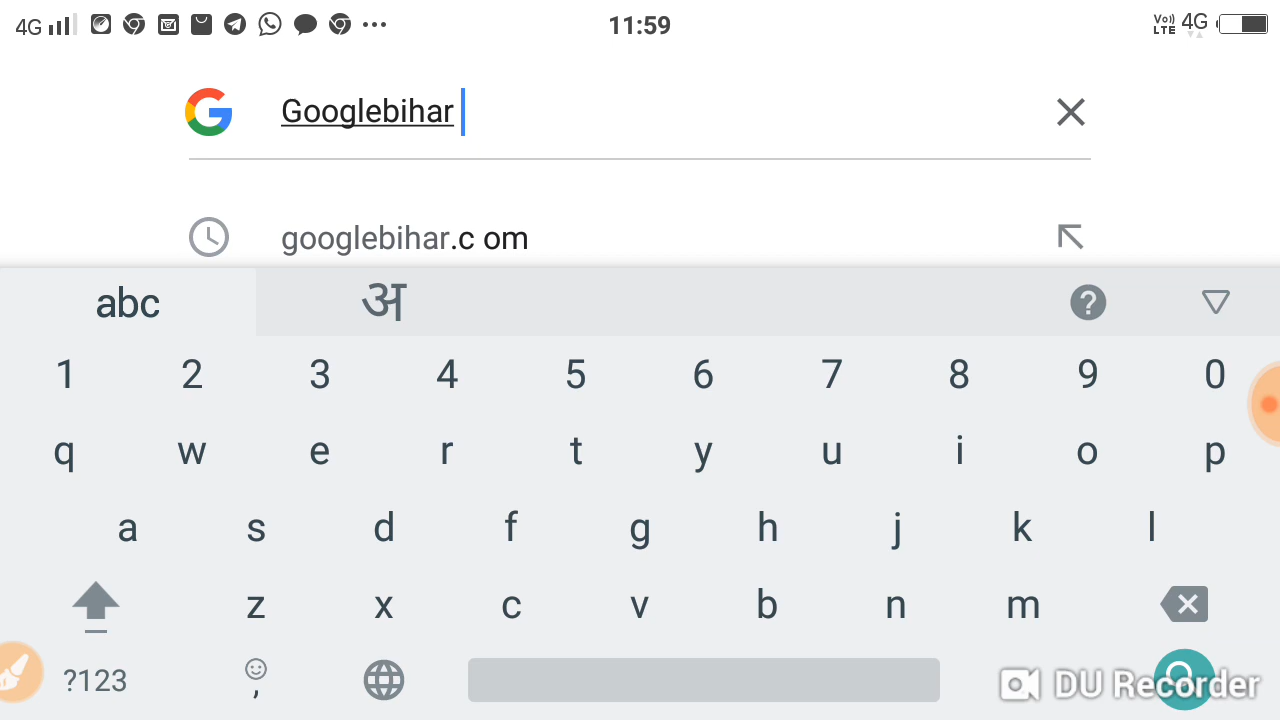 4G 11:59 Vo)) LTE 4G
Googlebihar
googlebihar.c om
abc अ ?
1 2 3 4 5 6 7 8 9 0
q w e r t y u i o p
a s d f g h j k l
z x c v b n m
?123 , DU Recorder